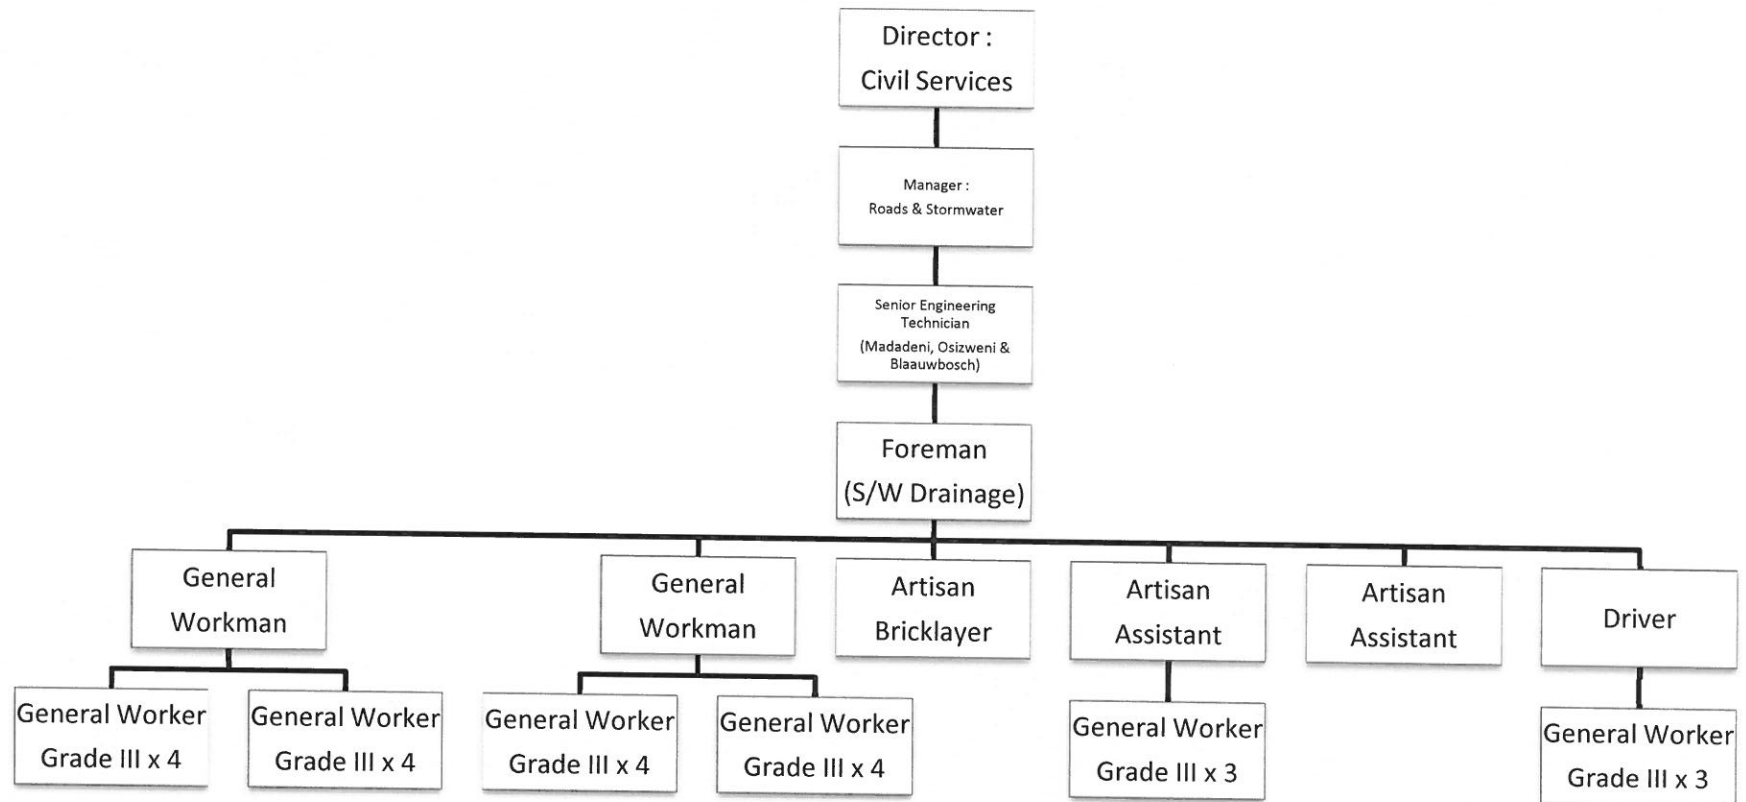 Director :
Civil Services
Manager :
Roads & Stormwater
Senior Engineering
Technician
(Madadeni, Osizweni &
Blaauwbosch)
Foreman
(S/W Drainage)
General
Workman
General
Workman
Artisan
Bricklayer
Artisan
Assistant
Artisan
Assistant
Driver
General Worker
Grade III x 4
General Worker
Grade III x 4
General Worker
Grade III x 4
General Worker
Grade III x 4
General Worker
Grade III x 3
General Worker
Grade III x 3